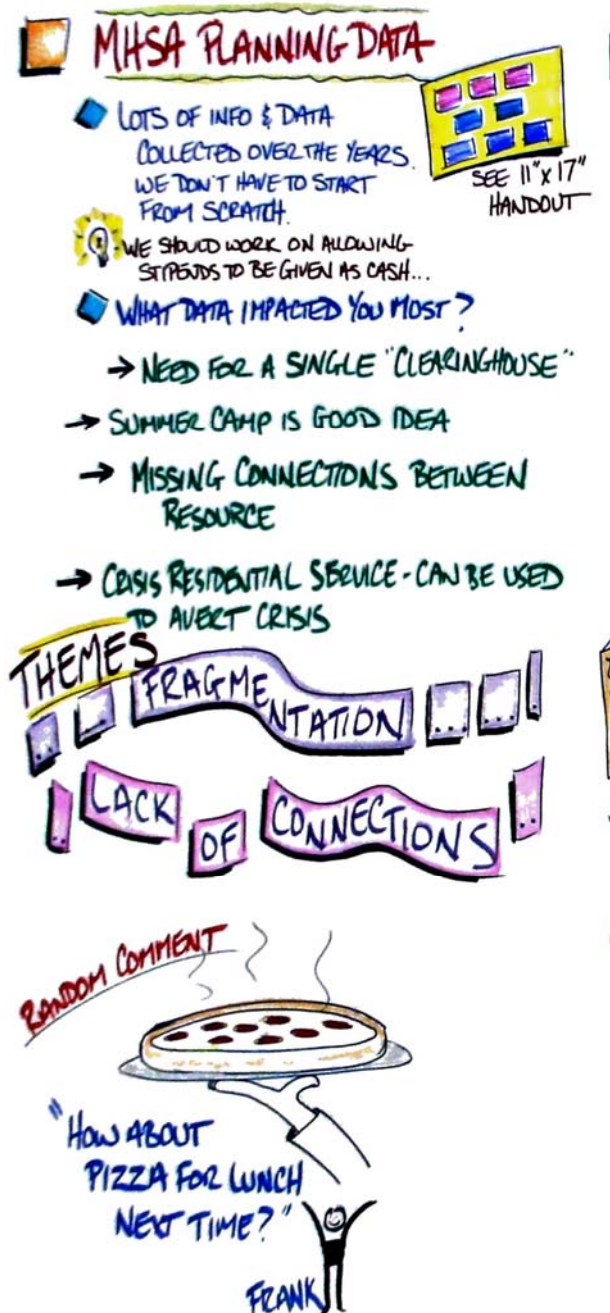 MHSA PLANNING DATA
LOTS OF INFO & DATA
COLLECTED OVER THE YEARS.
WE DON'T HAVE TO START
FROM SCRATCH.
SEE 11"x 17"
HANDOUT
WE SHOULD WORK ON ALLOWING
STIPENDS TO BE GIVEN AS CASH...
WHAT DATA IMPACTED YOU MOST?
→ NEED FOR A SINGLE "CLEARINGHOUSE"
→ SUMMER CAMP IS GOOD IDEA
→ MISSING CONNECTIONS BETWEEN
RESOURCE
→ CRISIS RESIDENTIAL SERVICE - CAN BE USED
TO AVERT CRISIS
THEMES
FRAGMENTATION
LACK OF CONNECTIONS
RANDOM COMMENT
"HOW ABOUT
PIZZA FOR LUNCH
NEXT TIME?"
FRANK